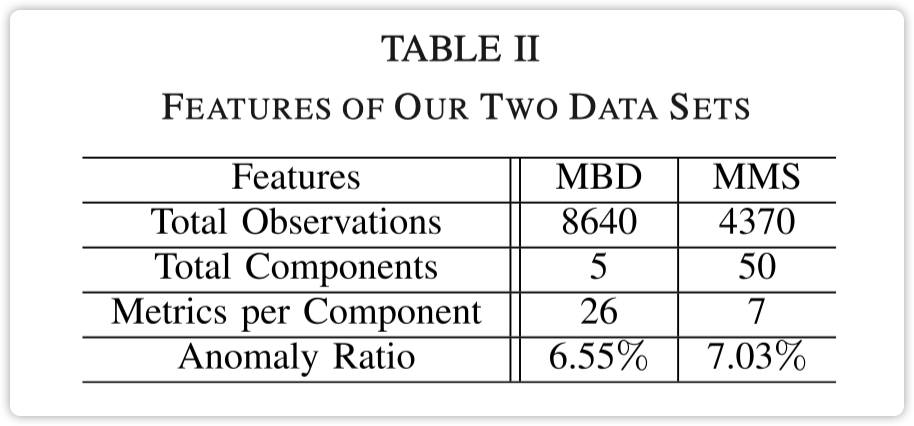 TABLE II
FEATURES OF OUR TWO DATA SETS
Features MBD MMS
Total Observations 8640 4370
Total Components 5 50
Metrics per Component 26 7
Anomaly Ratio 6.55% 7.03%